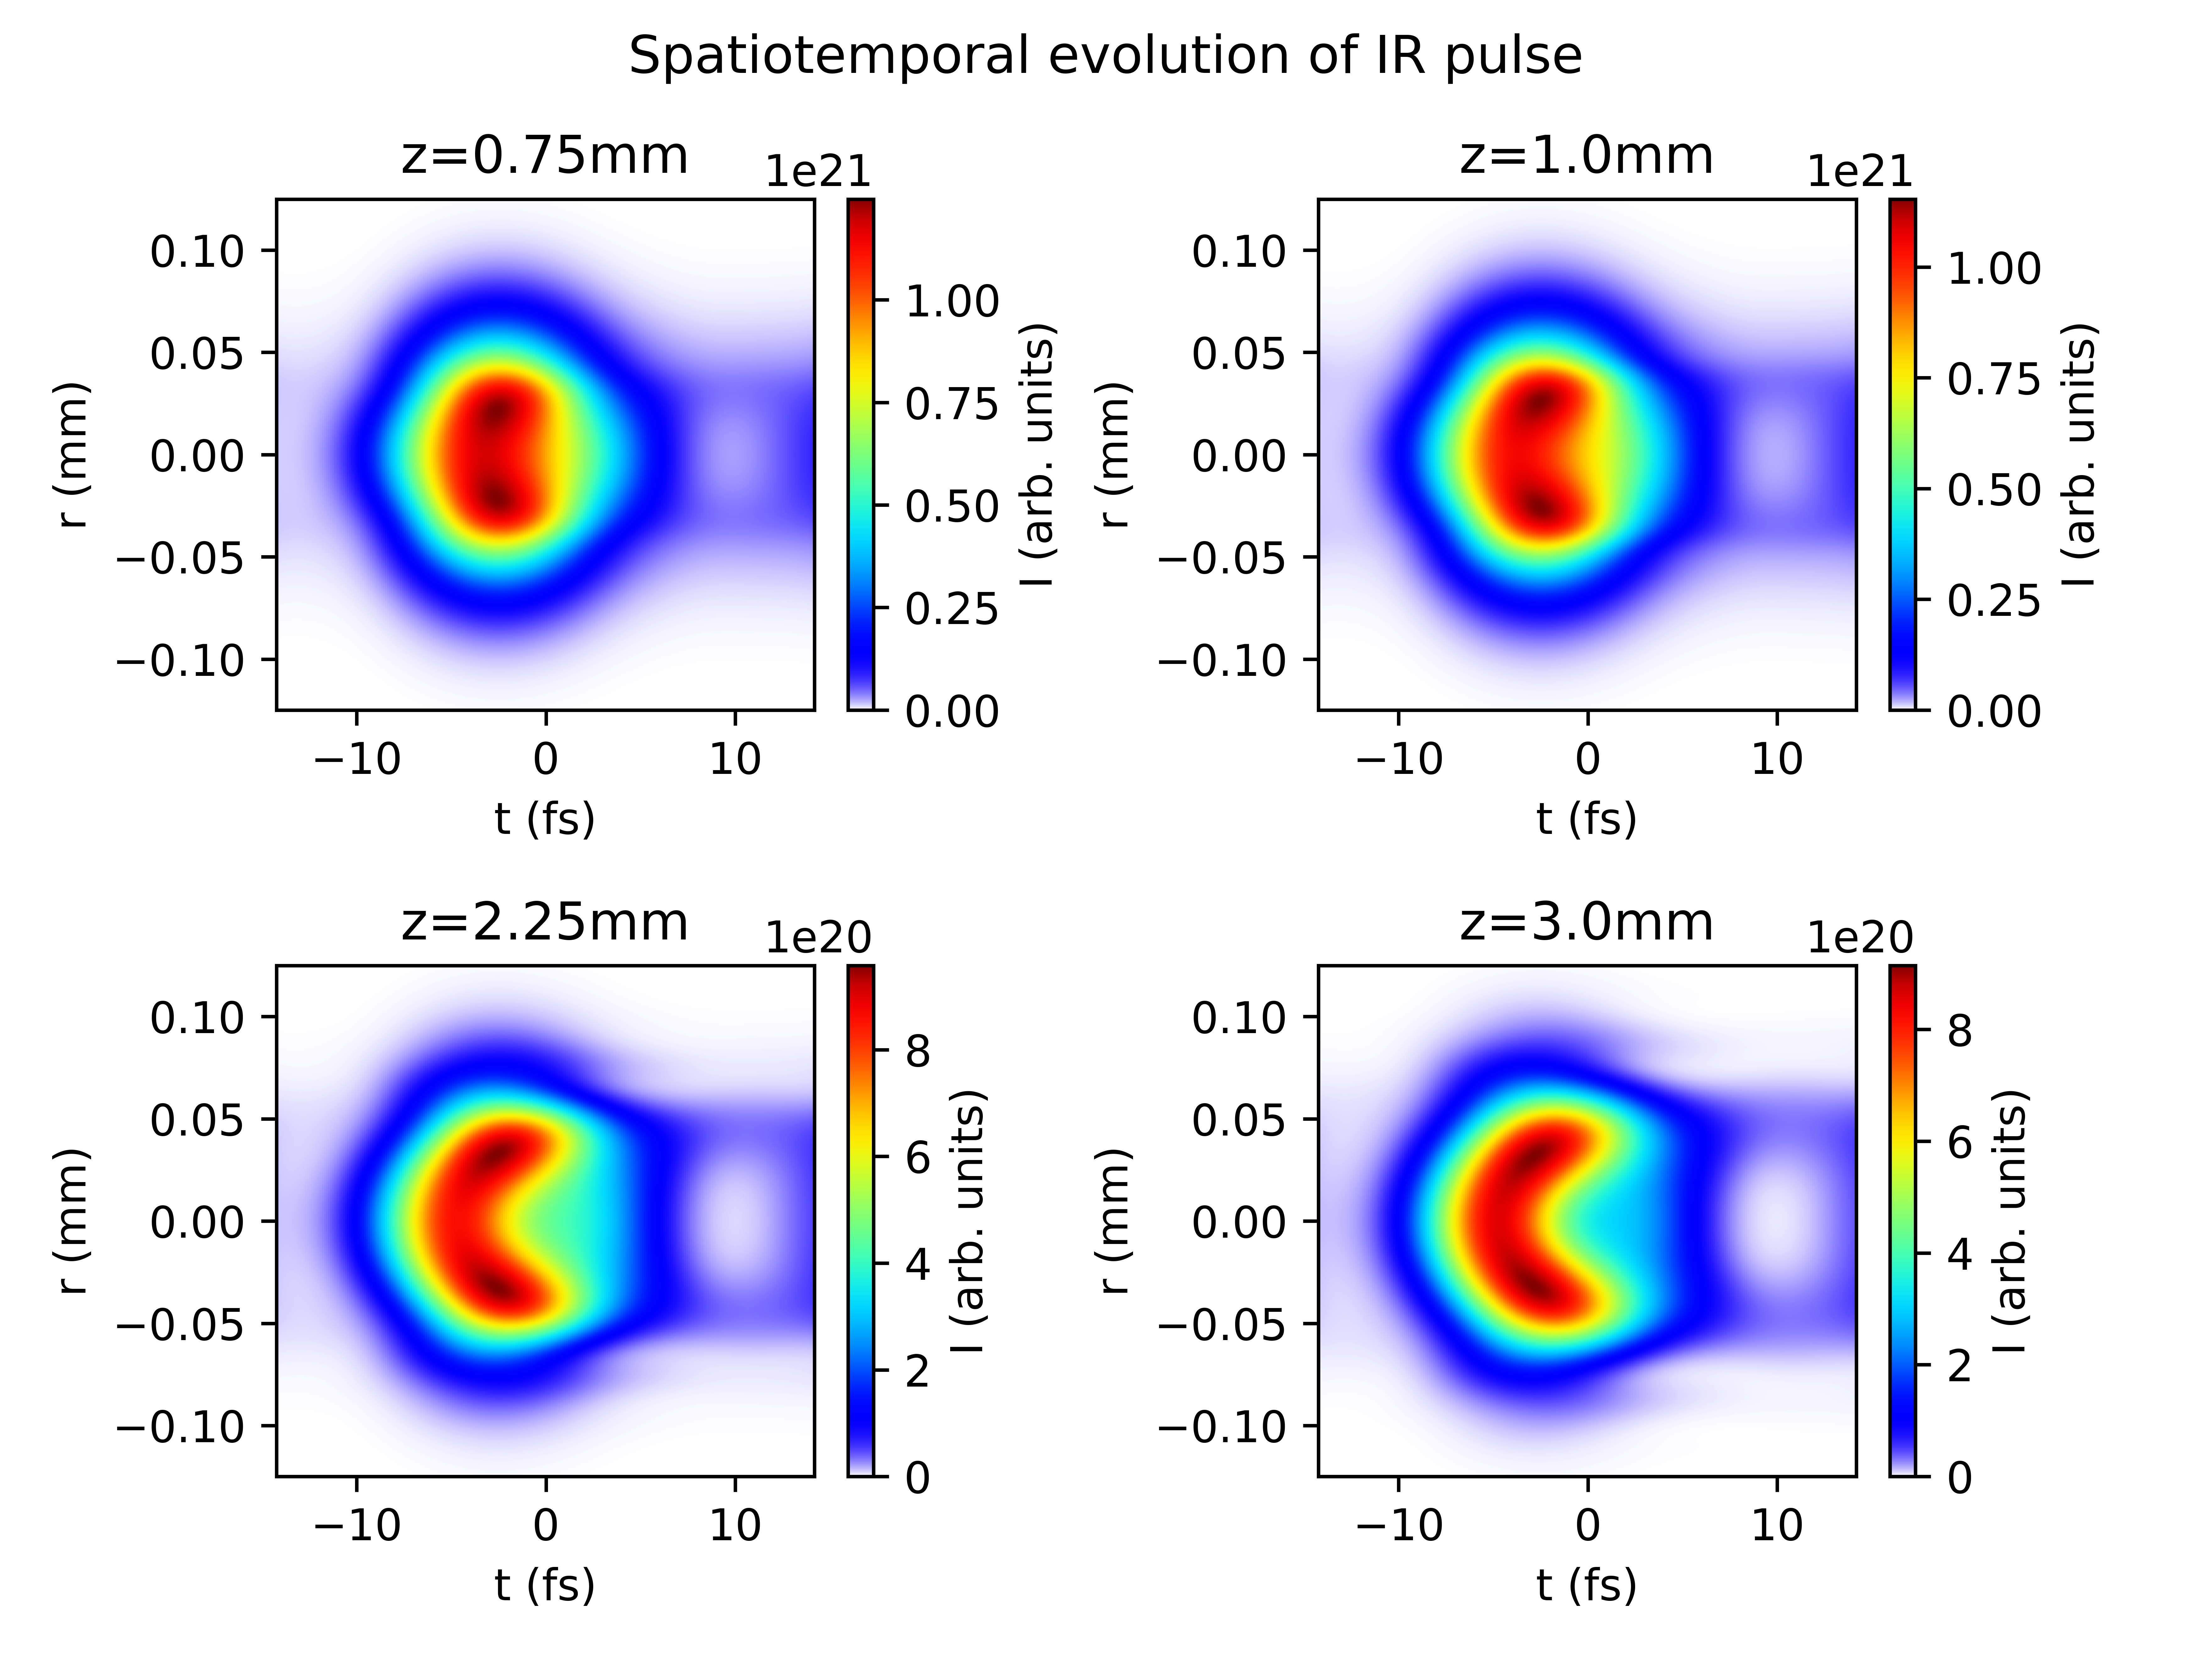 Spatiotemporal evolution of IR pulse
z=0.75mm
1e21
0.10
0.05
0.00
−0.05
−0.10
r (mm)
−10
0
10
t (fs)
1.00
0.75
0.50
0.25
0.00
I (arb. units)
z=1.0mm
1e21
0.10
0.05
0.00
−0.05
−0.10
r (mm)
−10
0
10
t (fs)
1.00
0.75
0.50
0.25
0.00
I (arb. units)
z=2.25mm
1e20
0.10
0.05
0.00
−0.05
−0.10
r (mm)
−10
0
10
t (fs)
8
6
4
2
0
I (arb. units)
z=3.0mm
1e20
0.10
0.05
0.00
−0.05
−0.10
r (mm)
−10
0
10
t (fs)
8
6
4
2
0
I (arb. units)